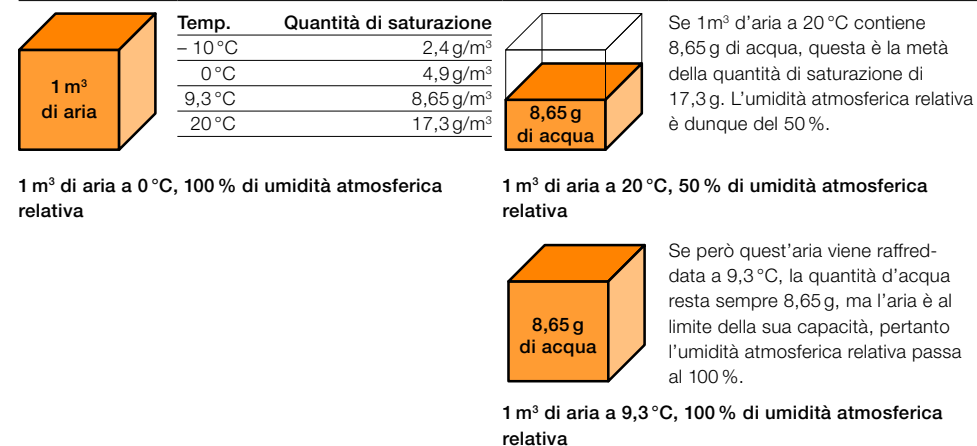 1 m³
di aria
Temp. Quantità di saturazione
– 10 °C 2,4 g/m³
0 °C 4,9 g/m³
9,3 °C 8,65 g/m³
20 °C 17,3 g/m³
1 m³ di aria a 0 °C, 100 % di umidità atmosferica
relativa
8,65 g
di acqua
Se 1m³ d’aria a 20 °C contiene
8,65 g di acqua, questa è la metà
della quantità di saturazione di
17,3 g. L’umidità atmosferica relativa
è dunque del 50 %.
1 m³ di aria a 20 °C, 50 % di umidità atmosferica
relativa
8,65 g
di acqua
Se però quest’aria viene raffred-
data a 9,3 °C, la quantità d’acqua
resta sempre 8,65 g, ma l’aria è al
limite della sua capacità, pertanto
l’umidità atmosferica relativa passa
al 100 %.
1 m³ di aria a 9,3 °C, 100 % di umidità atmosferica
relativa